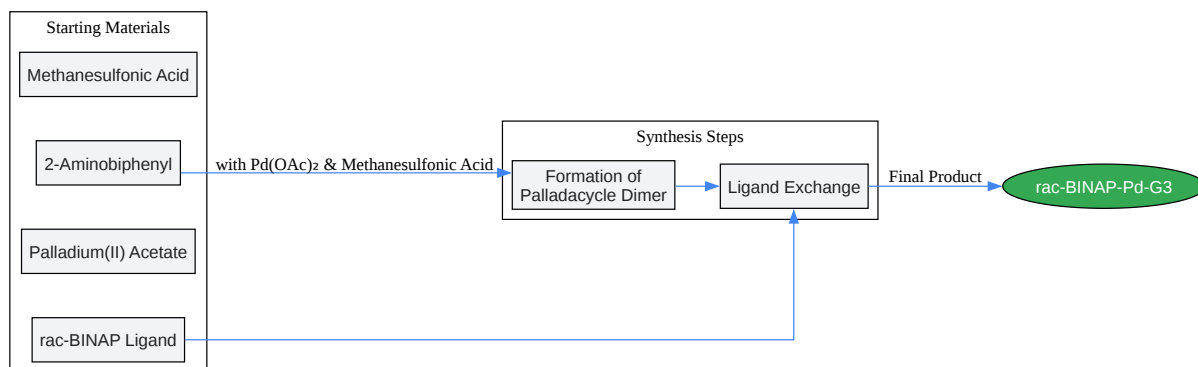 Starting Materials
Methanesulfonic Acid
2-Aminobiphenyl
Palladium(II) Acetate
rac-BINAP Ligand
with Pd(OAc)₂ & Methanesulfonic Acid
Synthesis Steps
Formation of
Palladacycle Dimer
Ligand Exchange
Final Product
rac-BINAP-Pd-G3